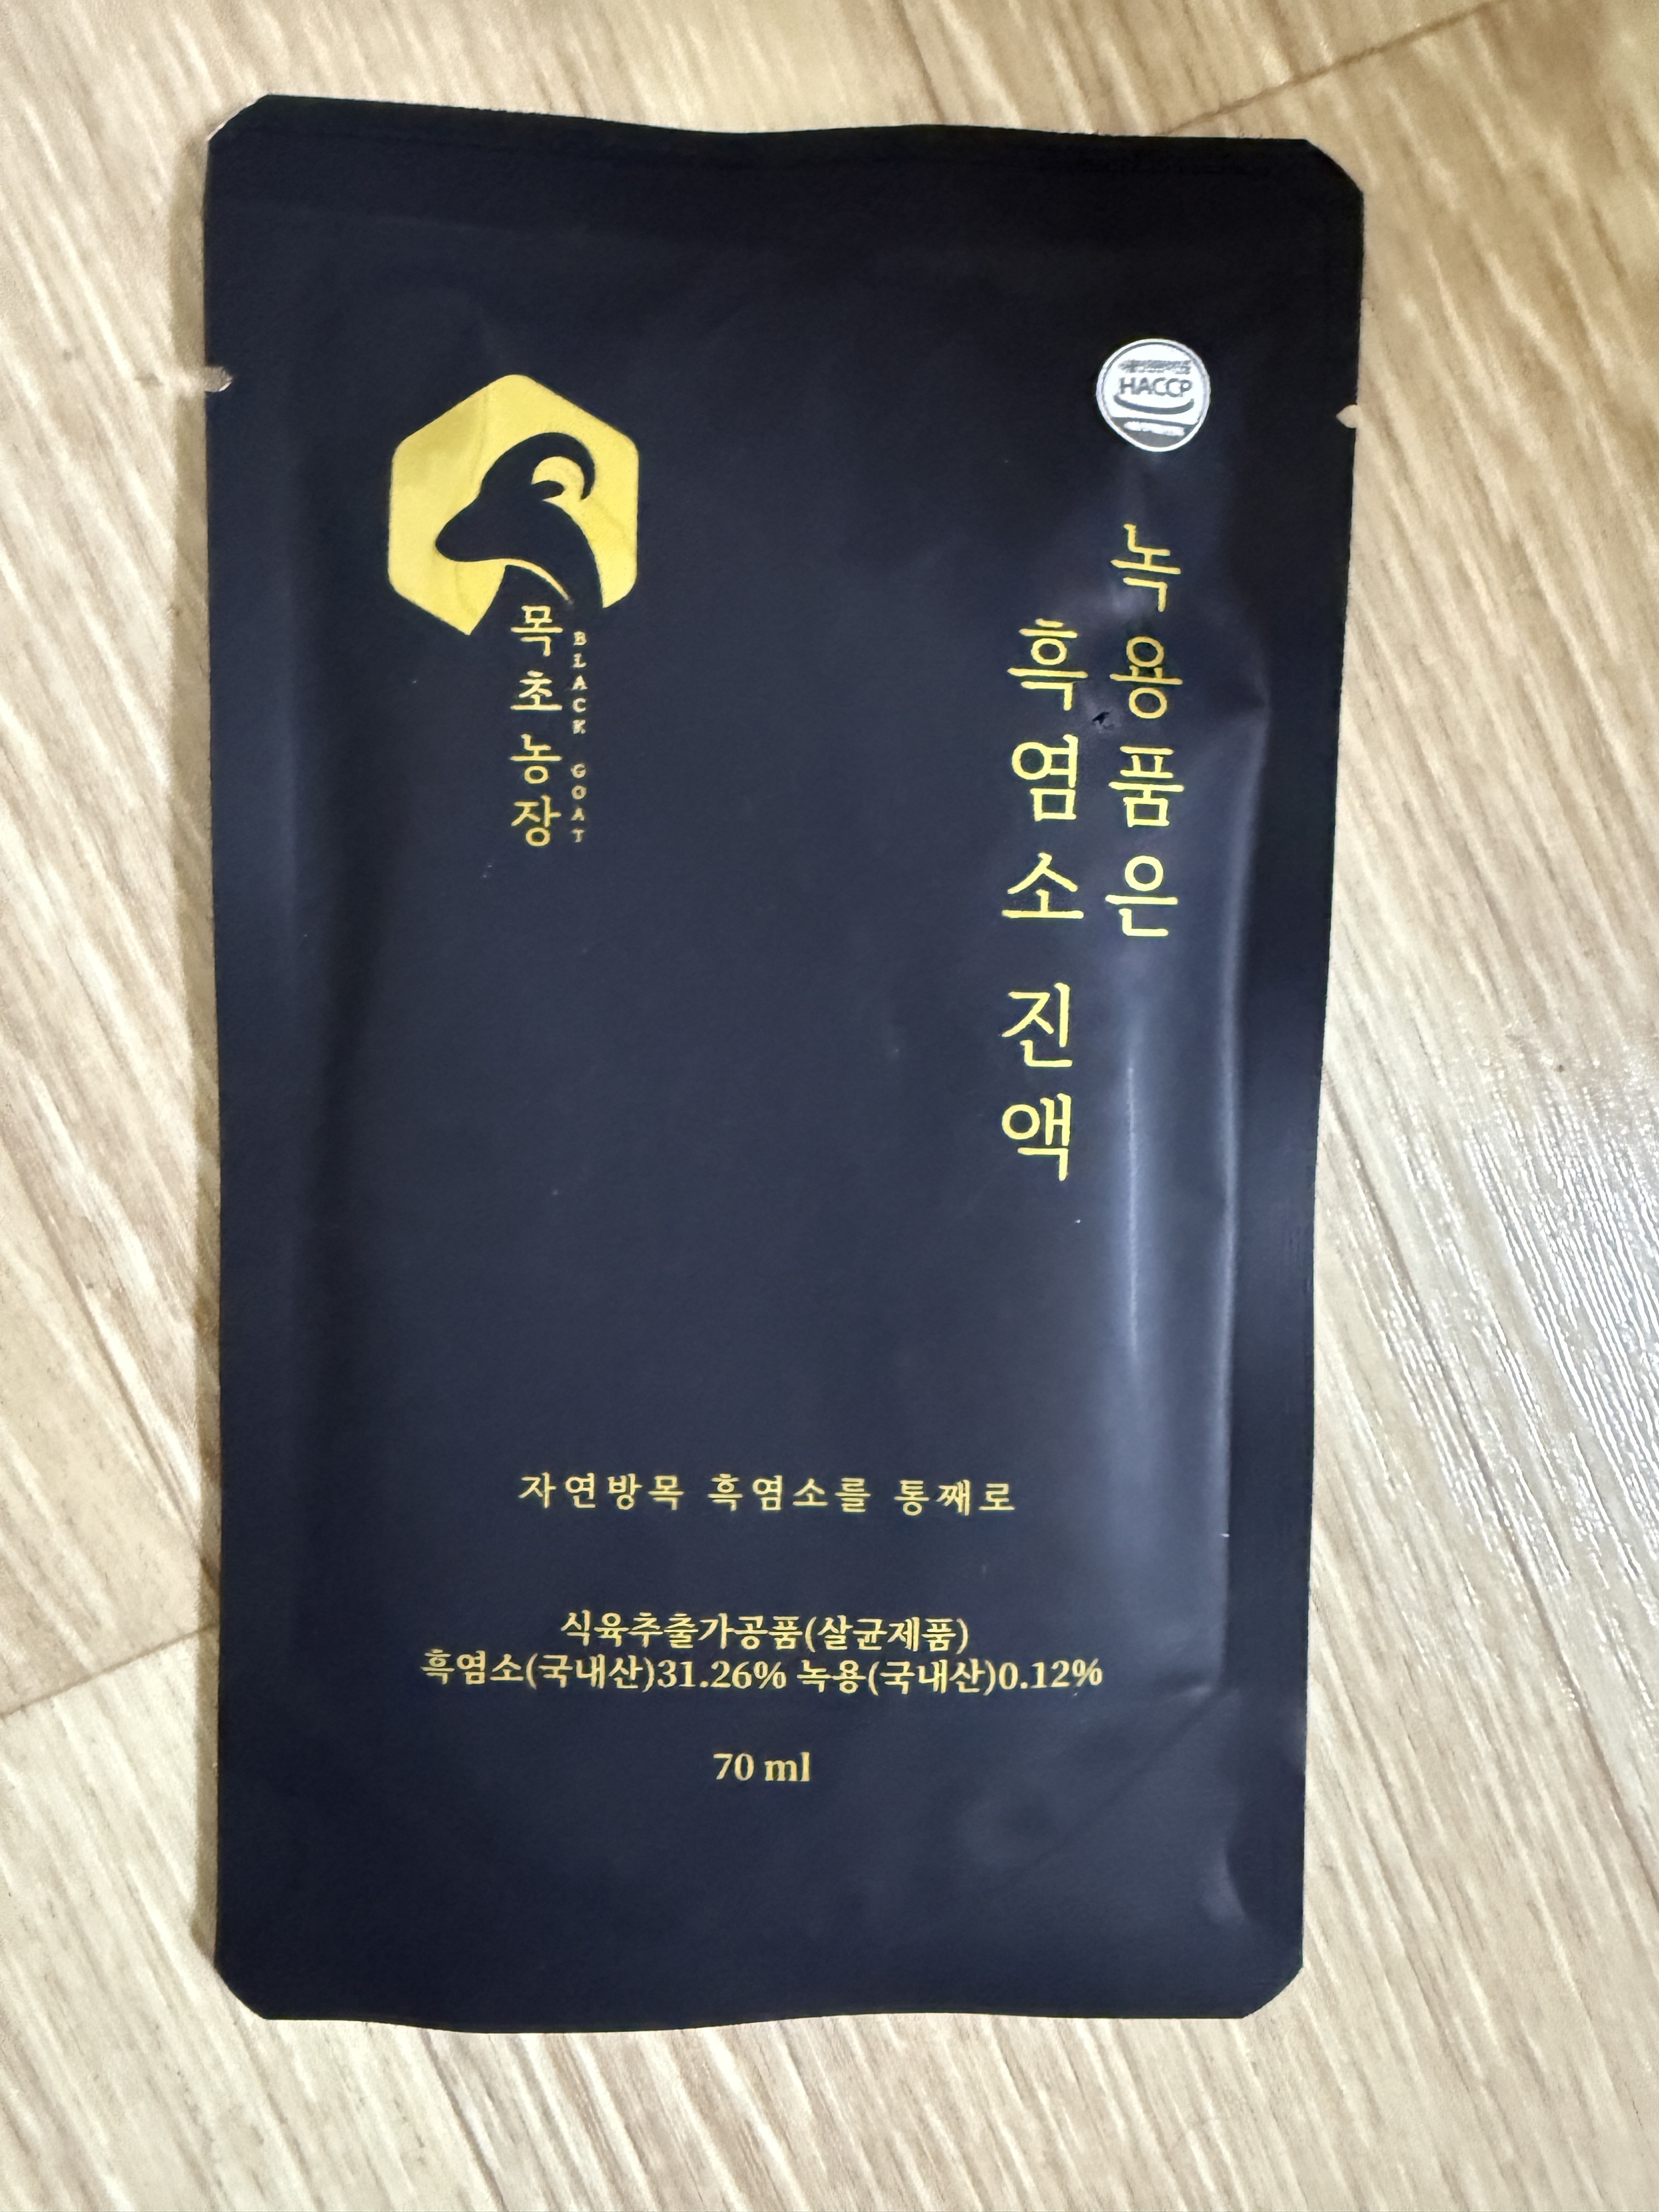 HACCP
녹용품은
흑염소 진액
목초농장
BLACK GOAT
자연방목 흑염소를 통째로
식육추출가공품(살균제품)
흑염소(국내산)31.26% 녹용(국내산)0.12%
70 ml